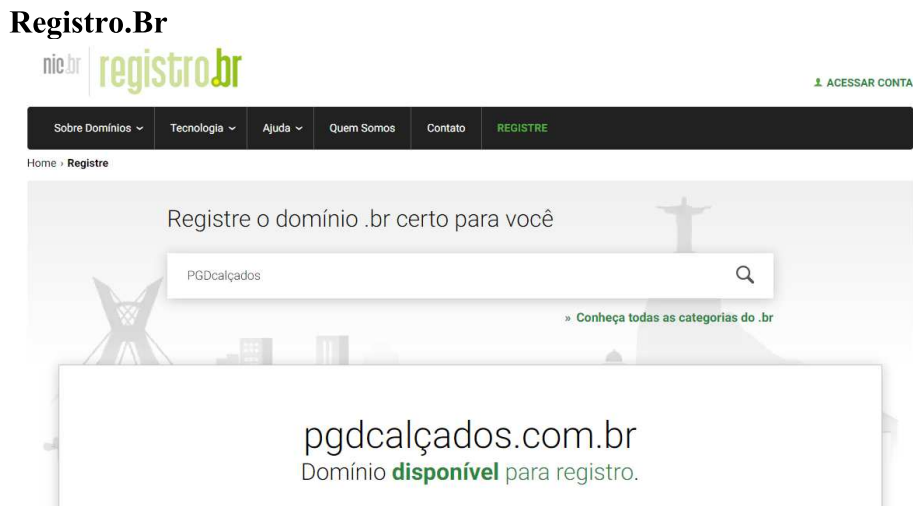 Registro.Br
nic.br registro.br
ACESSAR CONTA
Sobre Domínios Tecnologia Ajuda Quem Somos Contato REGISTRE
Home › Registre
Registre o domínio .br certo para você
PGDcalçados
» Conheça todas as categorias do .br
pgdcalçados.com.br
Domínio disponível para registro.